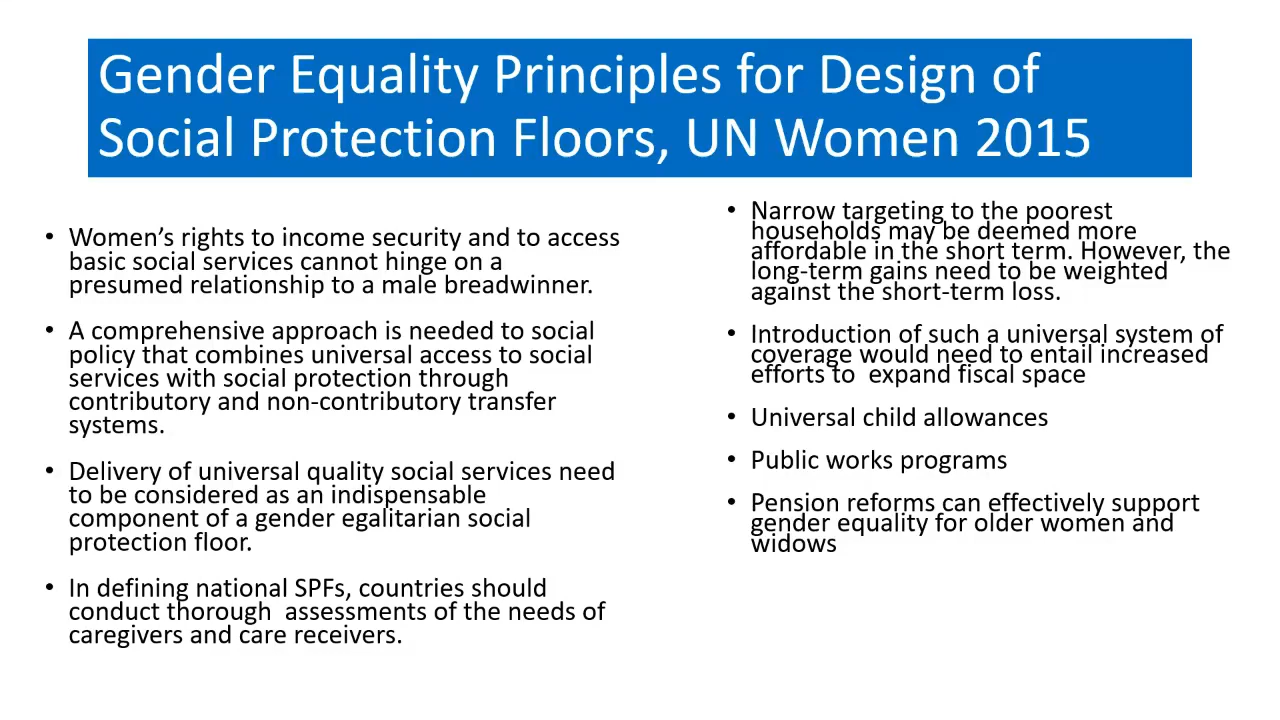 Gender Equality Principles for Design of
Social Protection Floors, UN Women 2015
• Women’s rights to income security and to access
basic social services cannot hinge on a
presumed relationship to a male breadwinner.
• A comprehensive approach is needed to social
policy that combines universal access to social
services with social protection through
contributory and non-contributory transfer
systems.
• Delivery of universal quality social services need
to be considered as an indispensable
component of a gender egalitarian social
protection floor.
• In defining national SPFs, countries should
conduct thorough  assessments of the needs of
caregivers and care receivers.
• Narrow targeting to the poorest
households may be deemed more
affordable in the short term. However, the
long-term gains need to be weighted
against the short-term loss.
• Introduction of such a universal system of
coverage would need to entail increased
efforts to  expand fiscal space
• Universal child allowances
• Public works programs
• Pension reforms can effectively support
gender equality for older women and
widows